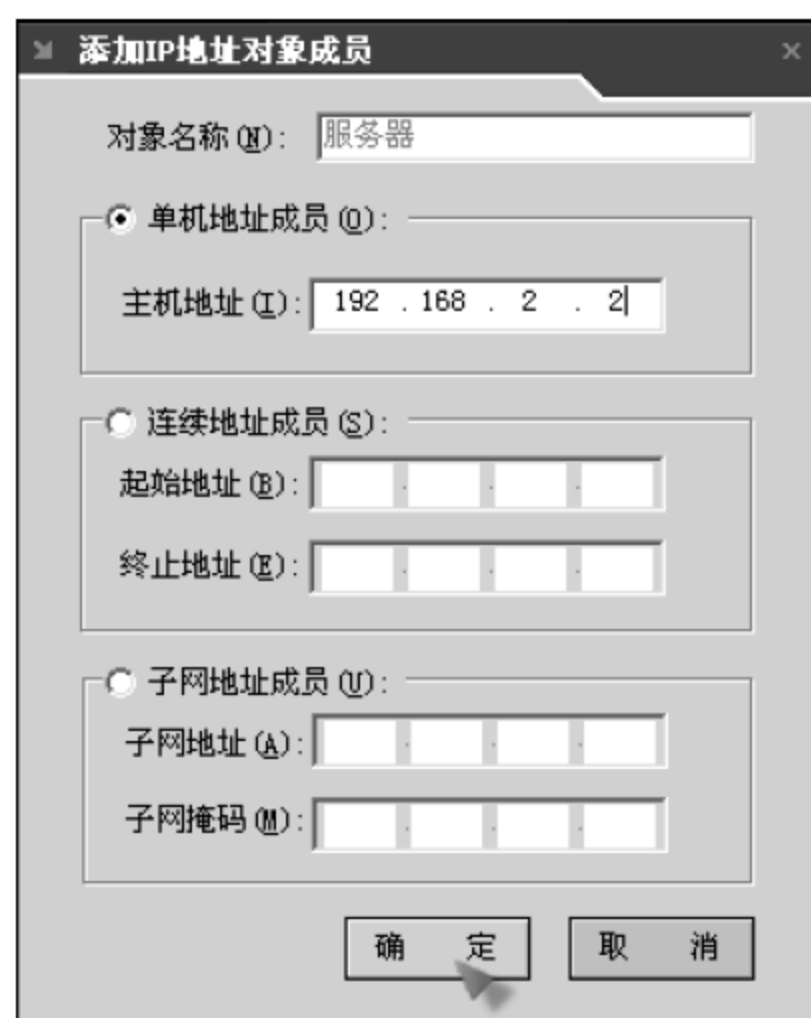 添加IP地址对象成员
对象名称(N): 服务器
单机地址成员(O):
主机地址(I): 192 . 168 . 2 . 2
连续地址成员(S):
起始地址(B): . . .
终止地址(E): . . .
子网地址成员(U):
子网地址(A): . . .
子网掩码(M): . . .
确 定 取 消